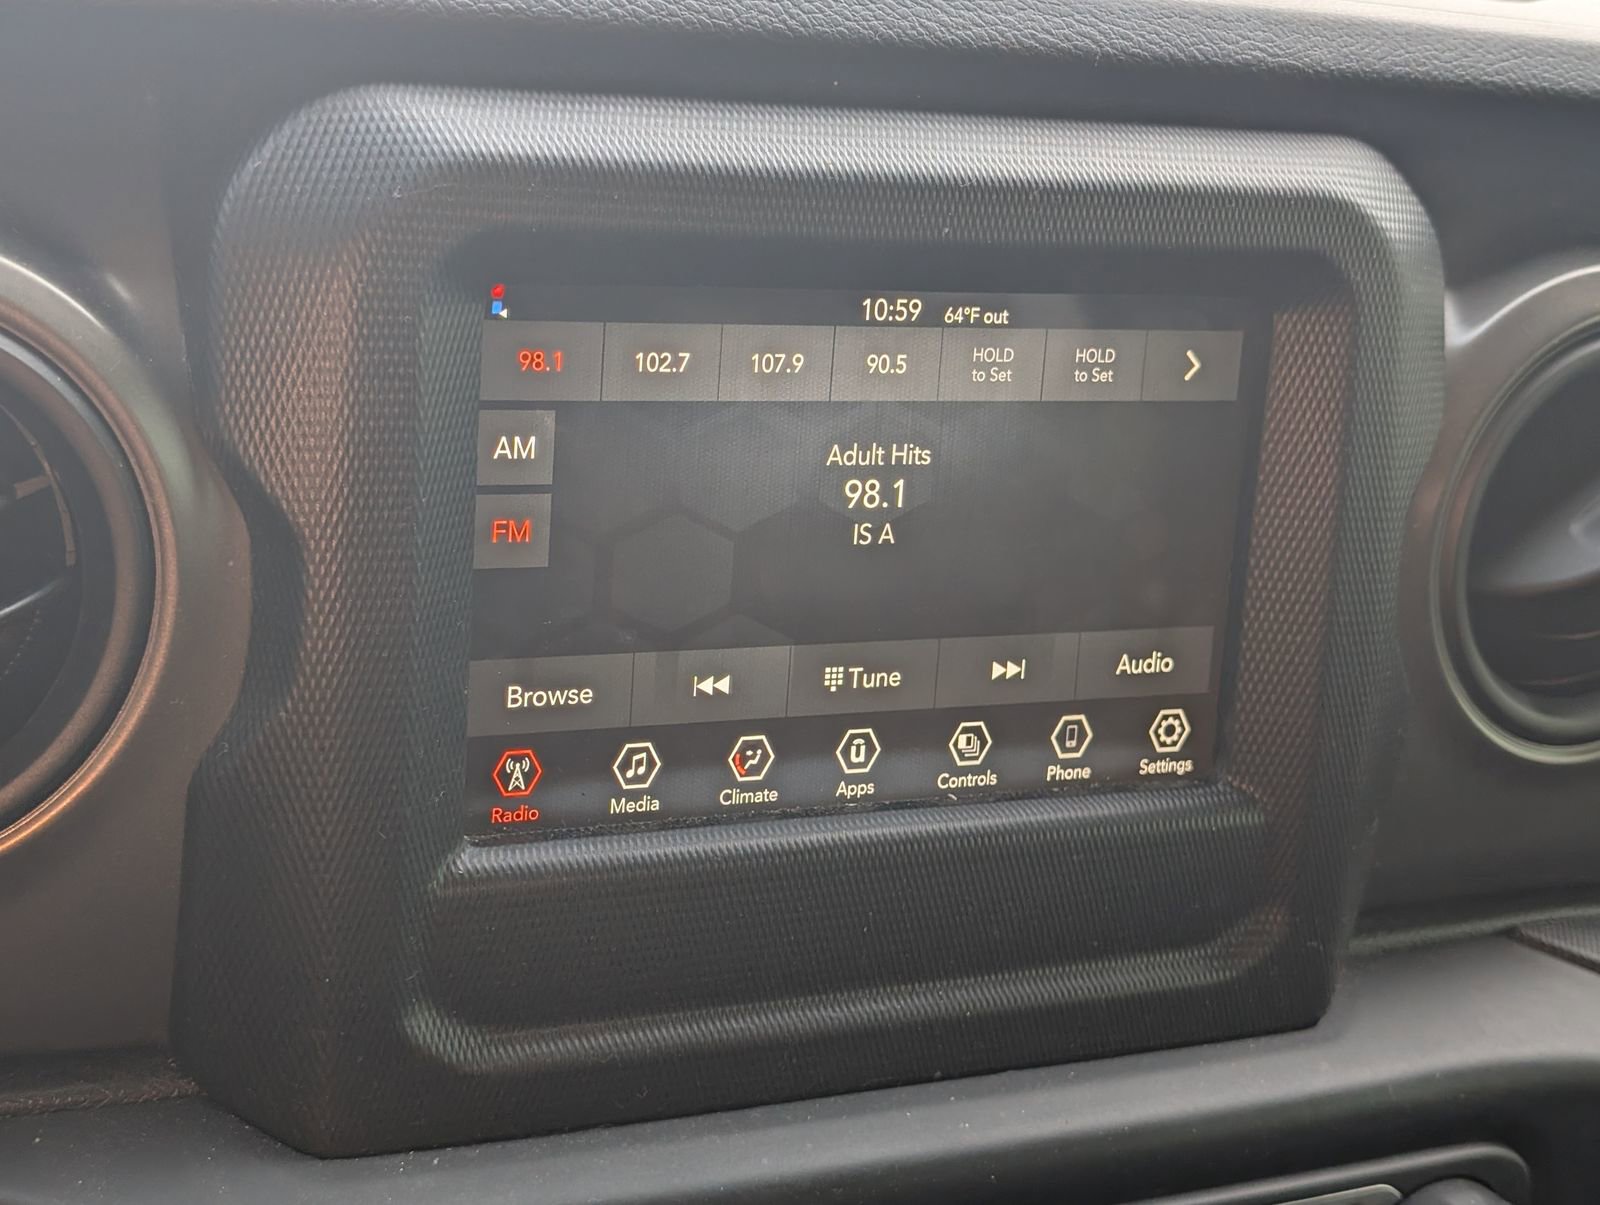 10:59 64°F out
98.1 102.7 107.9 90.5 HOLD to Set HOLD to Set
AM
Adult Hits
98.1
FM
IS A
Browse Tune Audio
Radio Media Climate Apps Controls Phone Settings